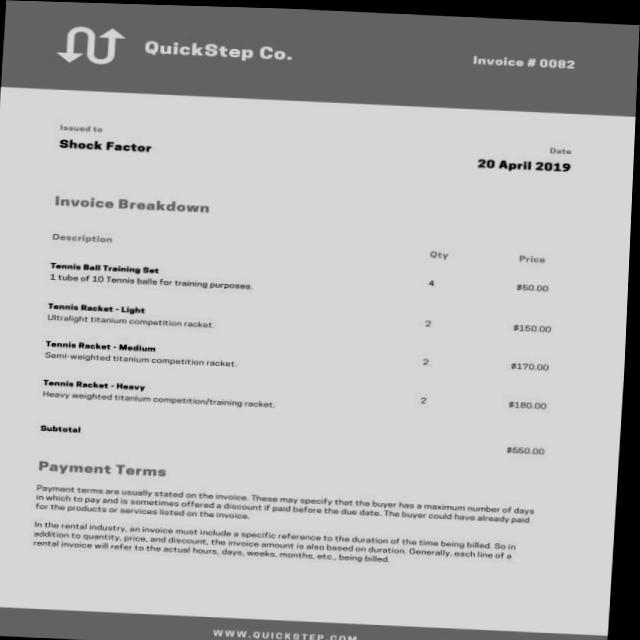 QuickStep Co.
Invoice # 0082
Issued to
Shock Factor
Date
20 April 2019
Invoice Breakdown
Description
Qty
Price
Tennis Ball Training Set
1 tube of 10 Tennis balls for training purposes.
4
$50.00
Tennis Racket - Light
Ultralight titanium competition racket.
2
$150.00
Tennis Racket - Medium
Semi-weighted titanium competition racket.
2
$170.00
Tennis Racket - Heavy
Heavy weighted titanium competition/training racket.
2
$180.00
Subtotal
$550.00
Payment Terms
Payment terms are usually stated on the invoice. These may specify that the buyer has a maximum number of days
in which to pay and is sometimes offered a discount if paid before the due date. The buyer could have already paid
for the products or services listed on the invoice.
In the rental industry, an invoice must include a specific reference to the duration of the time being billed. So in
addition to quantity, price, and discount, the invoice amount is also based on duration. Generally, each line of a
rental invoice will refer to the actual hours, days, weeks, months, etc., being billed.
WWW.QUICKSTEP.COM